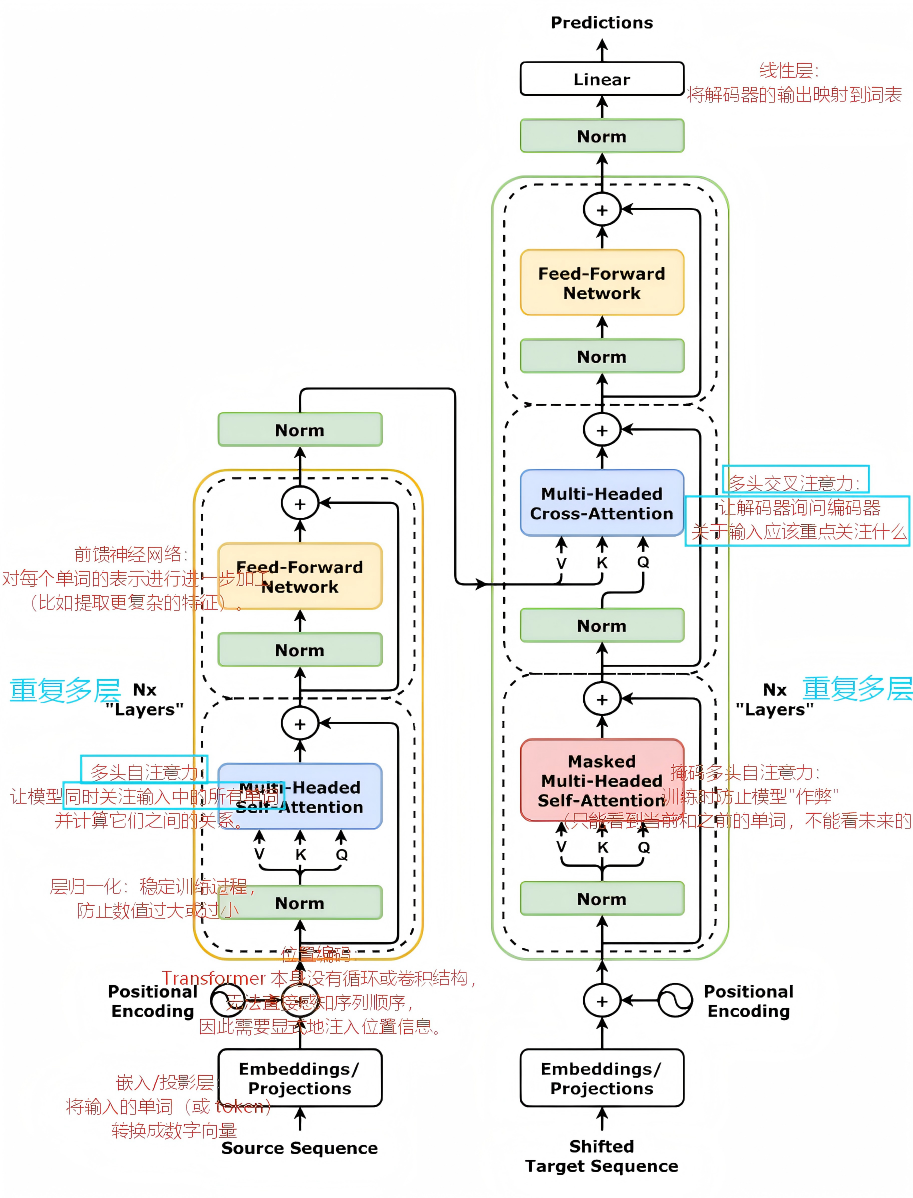 Predictions
Linear
线性层：
将解码器的输出映射到词表
Norm
Feed-Forward
Network
Norm
Norm
Multi-Headed
Cross-Attention
V
K
Q
多头交叉注意力：
让解码器询问编码器
关于输入应该重点关注什么
前馈神经网络：
对每个单词的表示进行进一步加工
（比如提取更复杂的特征）。
Feed-Forward
Network
Norm
Norm
重复多层
Nx
"Layers"
Nx
"Layers"
重复多层
多头自注意力
让模型同时关注输入中的所有单词
并计算它们之间的关系。
Multi-Headed
Self-Attention
V
K
Q
Masked
Multi-Headed
Self-Attention
掩码多头自注意力：
训练时防止模型"作弊"
（只能看到当前和之前的单词，不能看未来的
V
K
Q
层归一化：稳定训练过程，
防止数值过大或过小
Norm
Norm
位置编码：
Transformer 本身没有循环或卷积结构，
无法直接感知序列顺序，
因此需要显式地注入位置信息。
Positional
Encoding
Positional
Encoding
嵌入/投影层：
将输入的单词（或 token）
转换成数字向量
Embeddings/
Projections
Embeddings/
Projections
Source Sequence
Shifted
Target Sequence